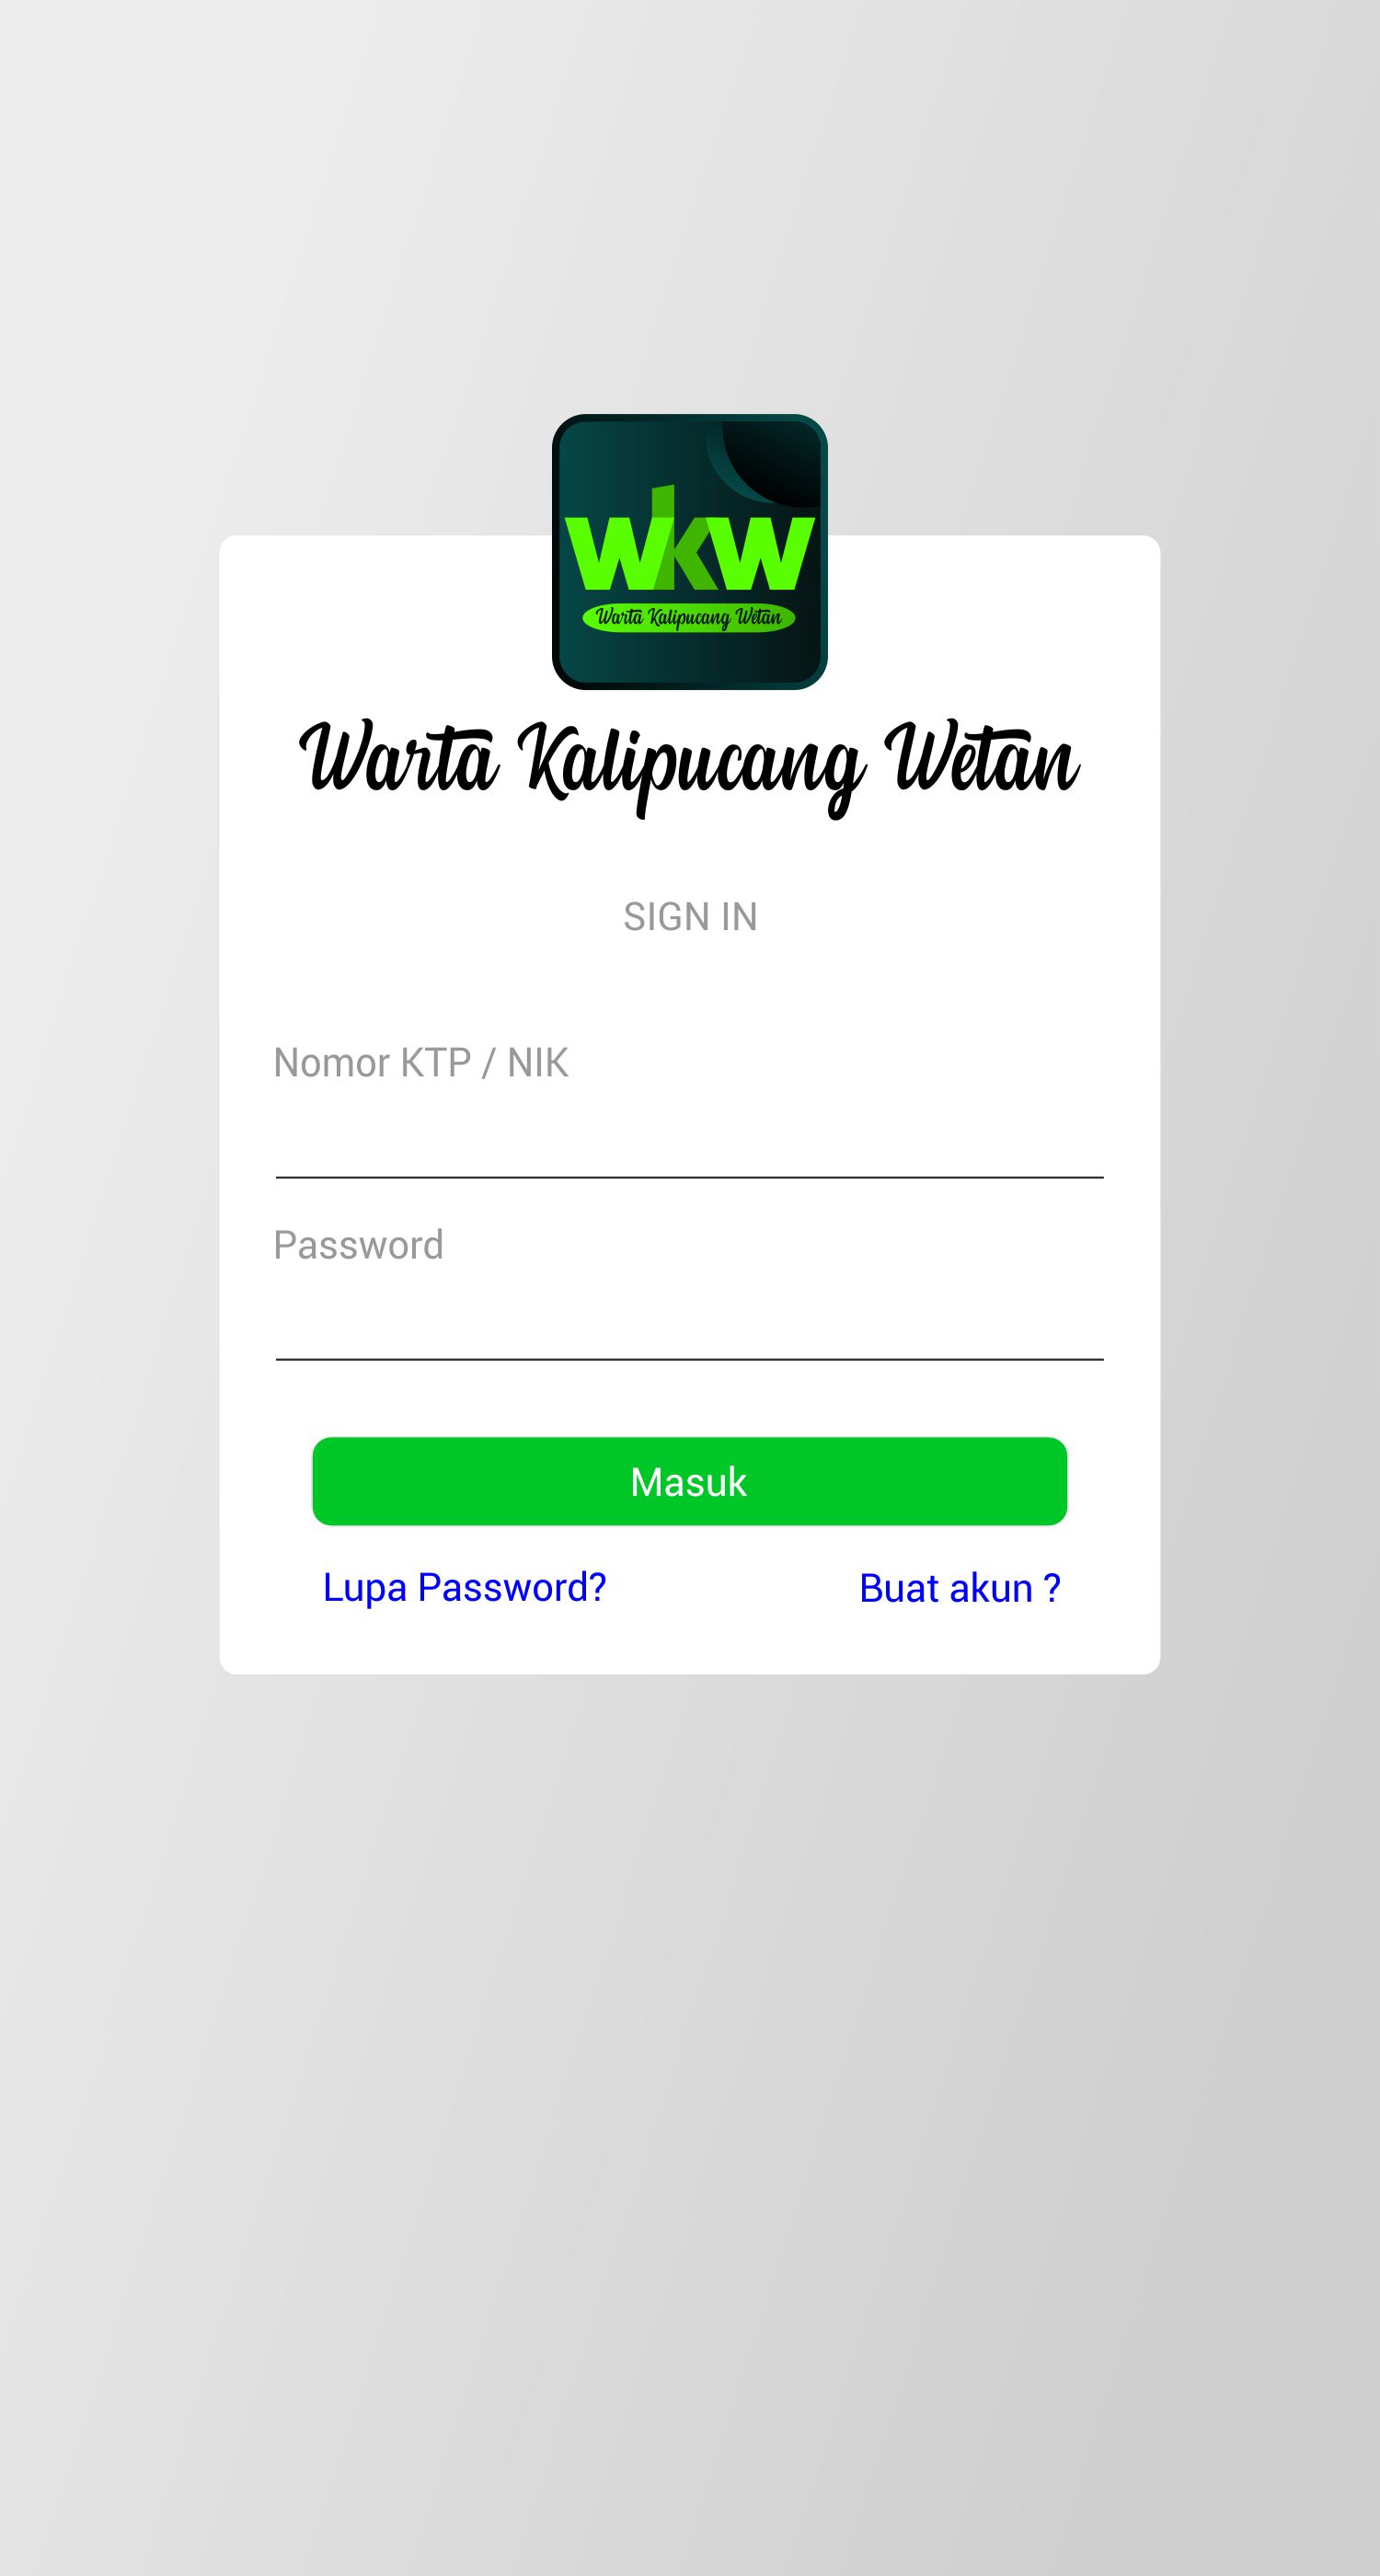 wkw
Warta Kalipucang Wetan
Warta Kalipucang Wetan
SIGN IN
Nomor KTP / NIK
Password
Masuk
Lupa Password?
Buat akun ?